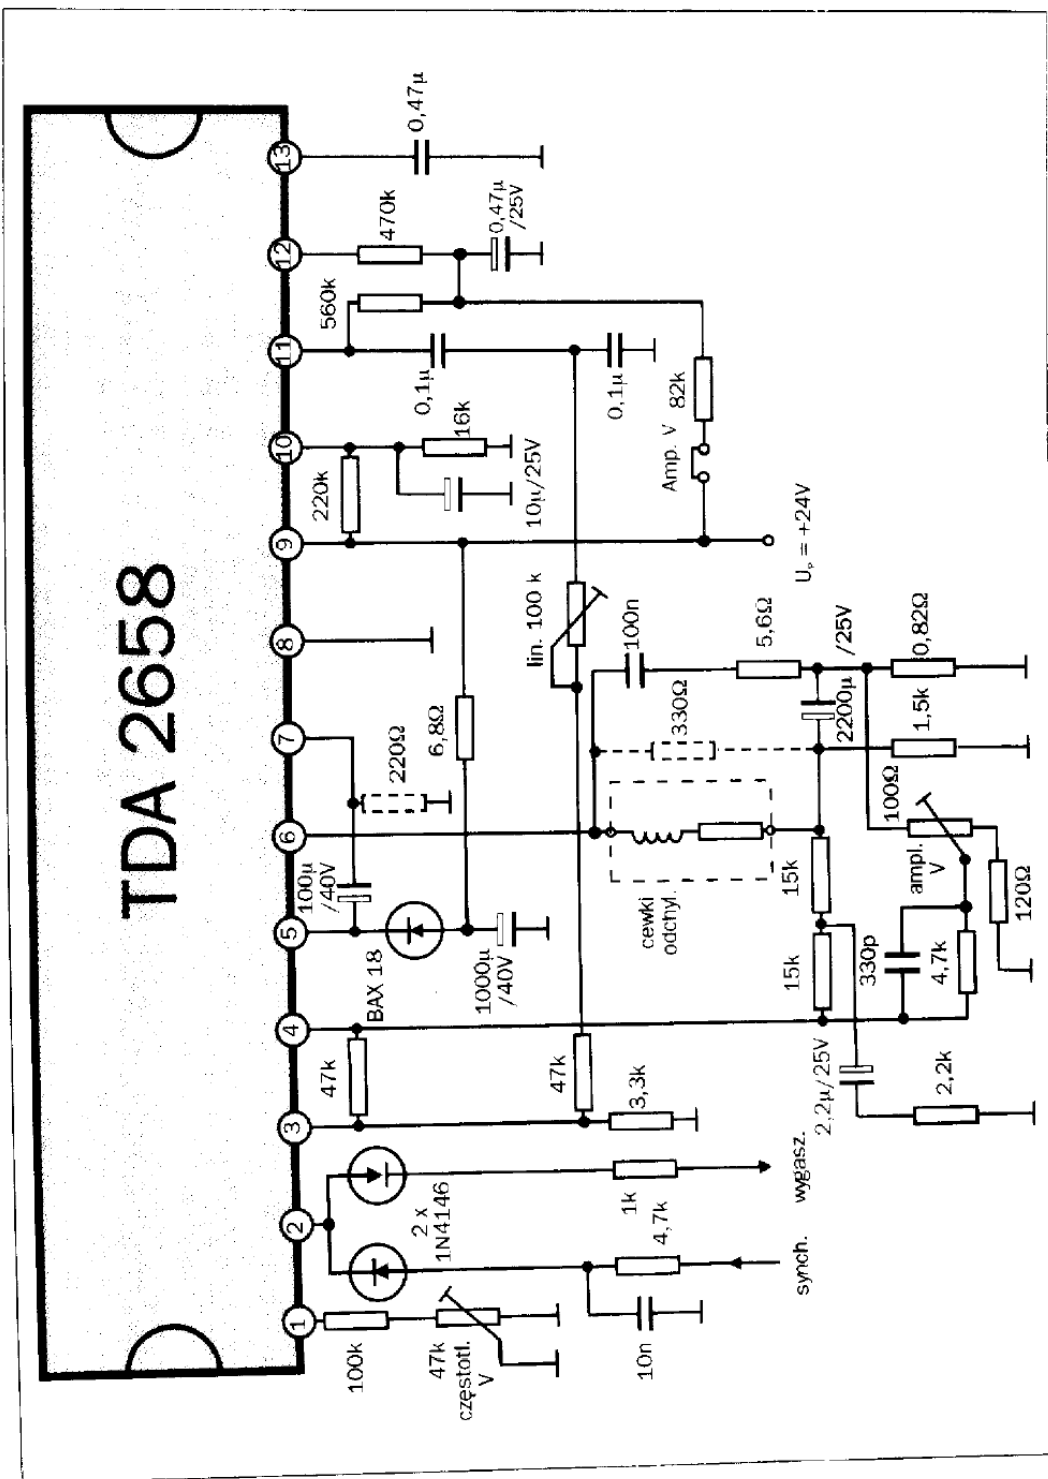 TDA 2658
1
2
3
4
5
6
7
8
9
10
11
12
13
100k
47k
częstotl.
V
2 x
1N4146
10n
4,7k
synch.
1k
wygasz.
47k
47k
3,3k
2,2µ/25V
2,2k
BAX 18
100µ
/40V
1000µ
/40V
220Ω
6,8Ω
cewki
odchyl.
15k
15k
330p
4,7k
ampl.
V
100Ω
120Ω
330Ω
100n
5,6Ω
2200µ
/25V
1,5k
0,82Ω
lin. 100 k
Uₚ = +24V
220k
16k
10µ/25V
Amp. V
82k
0,1µ
0,1µ
560k
470k
0,47µ
/25V
0,47µ